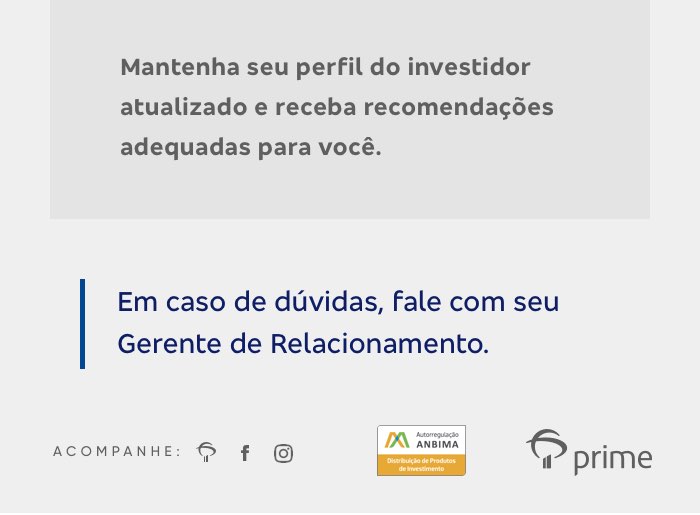 Mantenha seu perfil do investidor
atualizado e receba recomendações
adequadas para você.
Em caso de dúvidas, fale com seu
Gerente de Relacionamento.
ACOMPANHE:
Autorregulação
ANBIMA
Distribuição de Produtos
de Investimento
prime